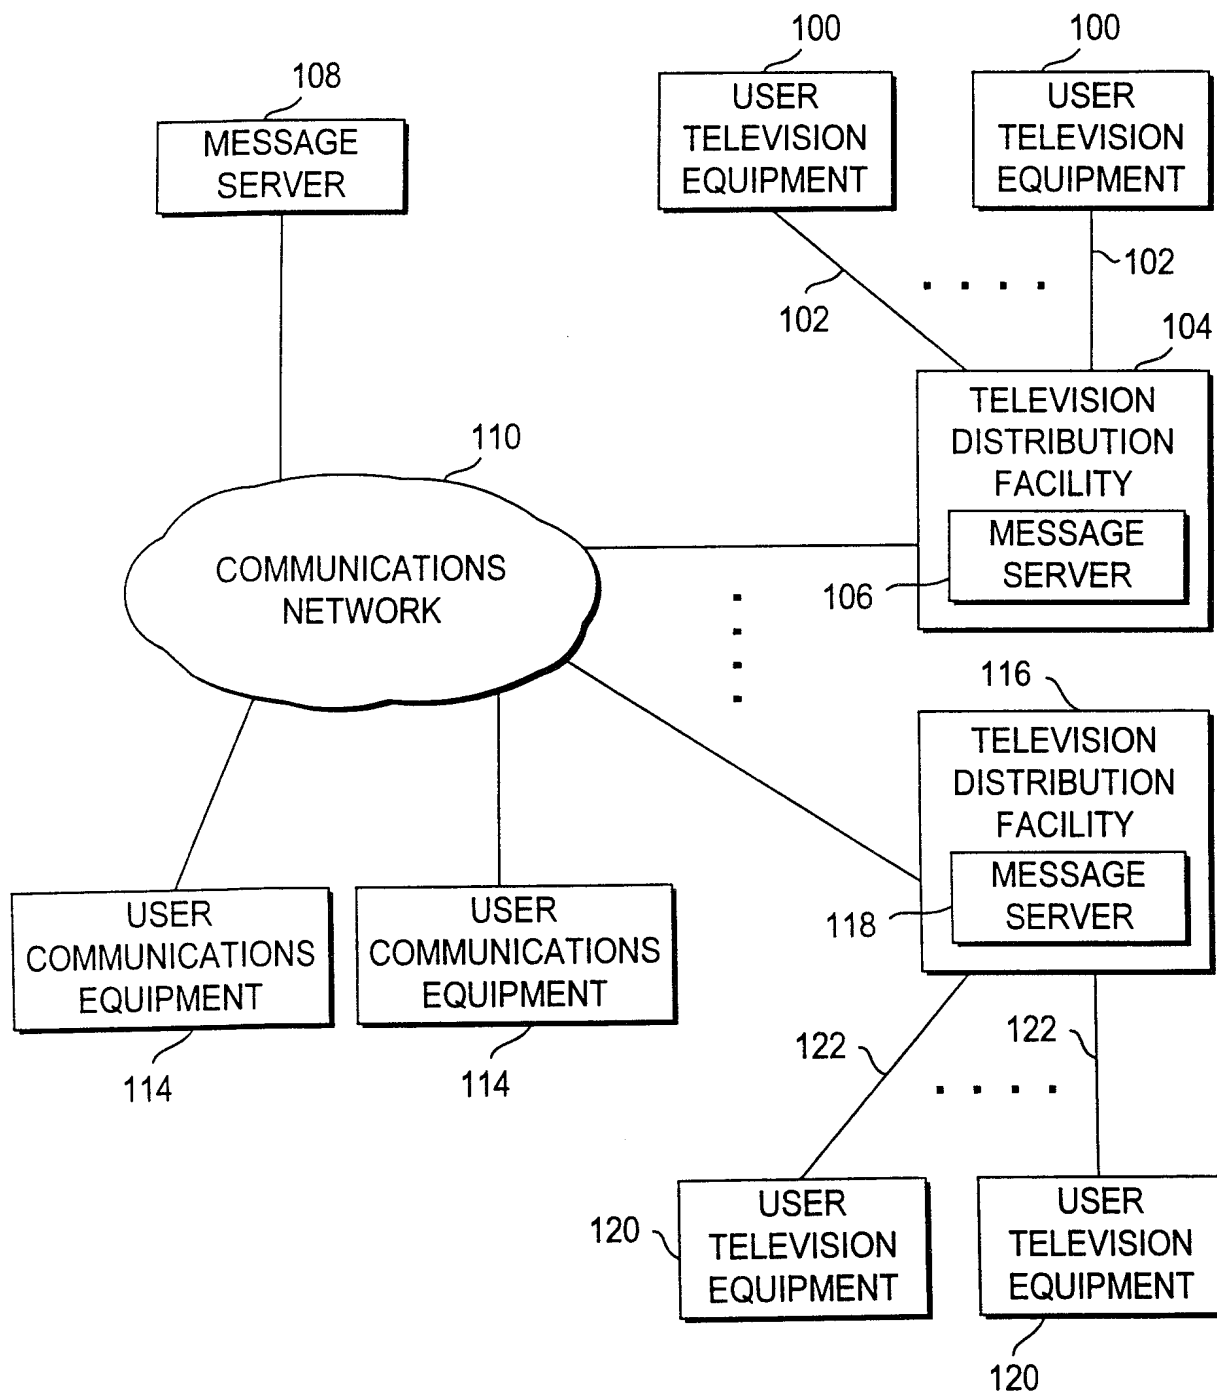 100
100
108
USER
TELEVISION
EQUIPMENT
USER
TELEVISION
EQUIPMENT
MESSAGE
SERVER
102
102
104
TELEVISION
DISTRIBUTION
FACILITY
MESSAGE
SERVER
106
110
COMMUNICATIONS
NETWORK
116
TELEVISION
DISTRIBUTION
FACILITY
MESSAGE
SERVER
118
USER
COMMUNICATIONS
EQUIPMENT
USER
COMMUNICATIONS
EQUIPMENT
114
114
122
122
USER
TELEVISION
EQUIPMENT
120
USER
TELEVISION
EQUIPMENT
120